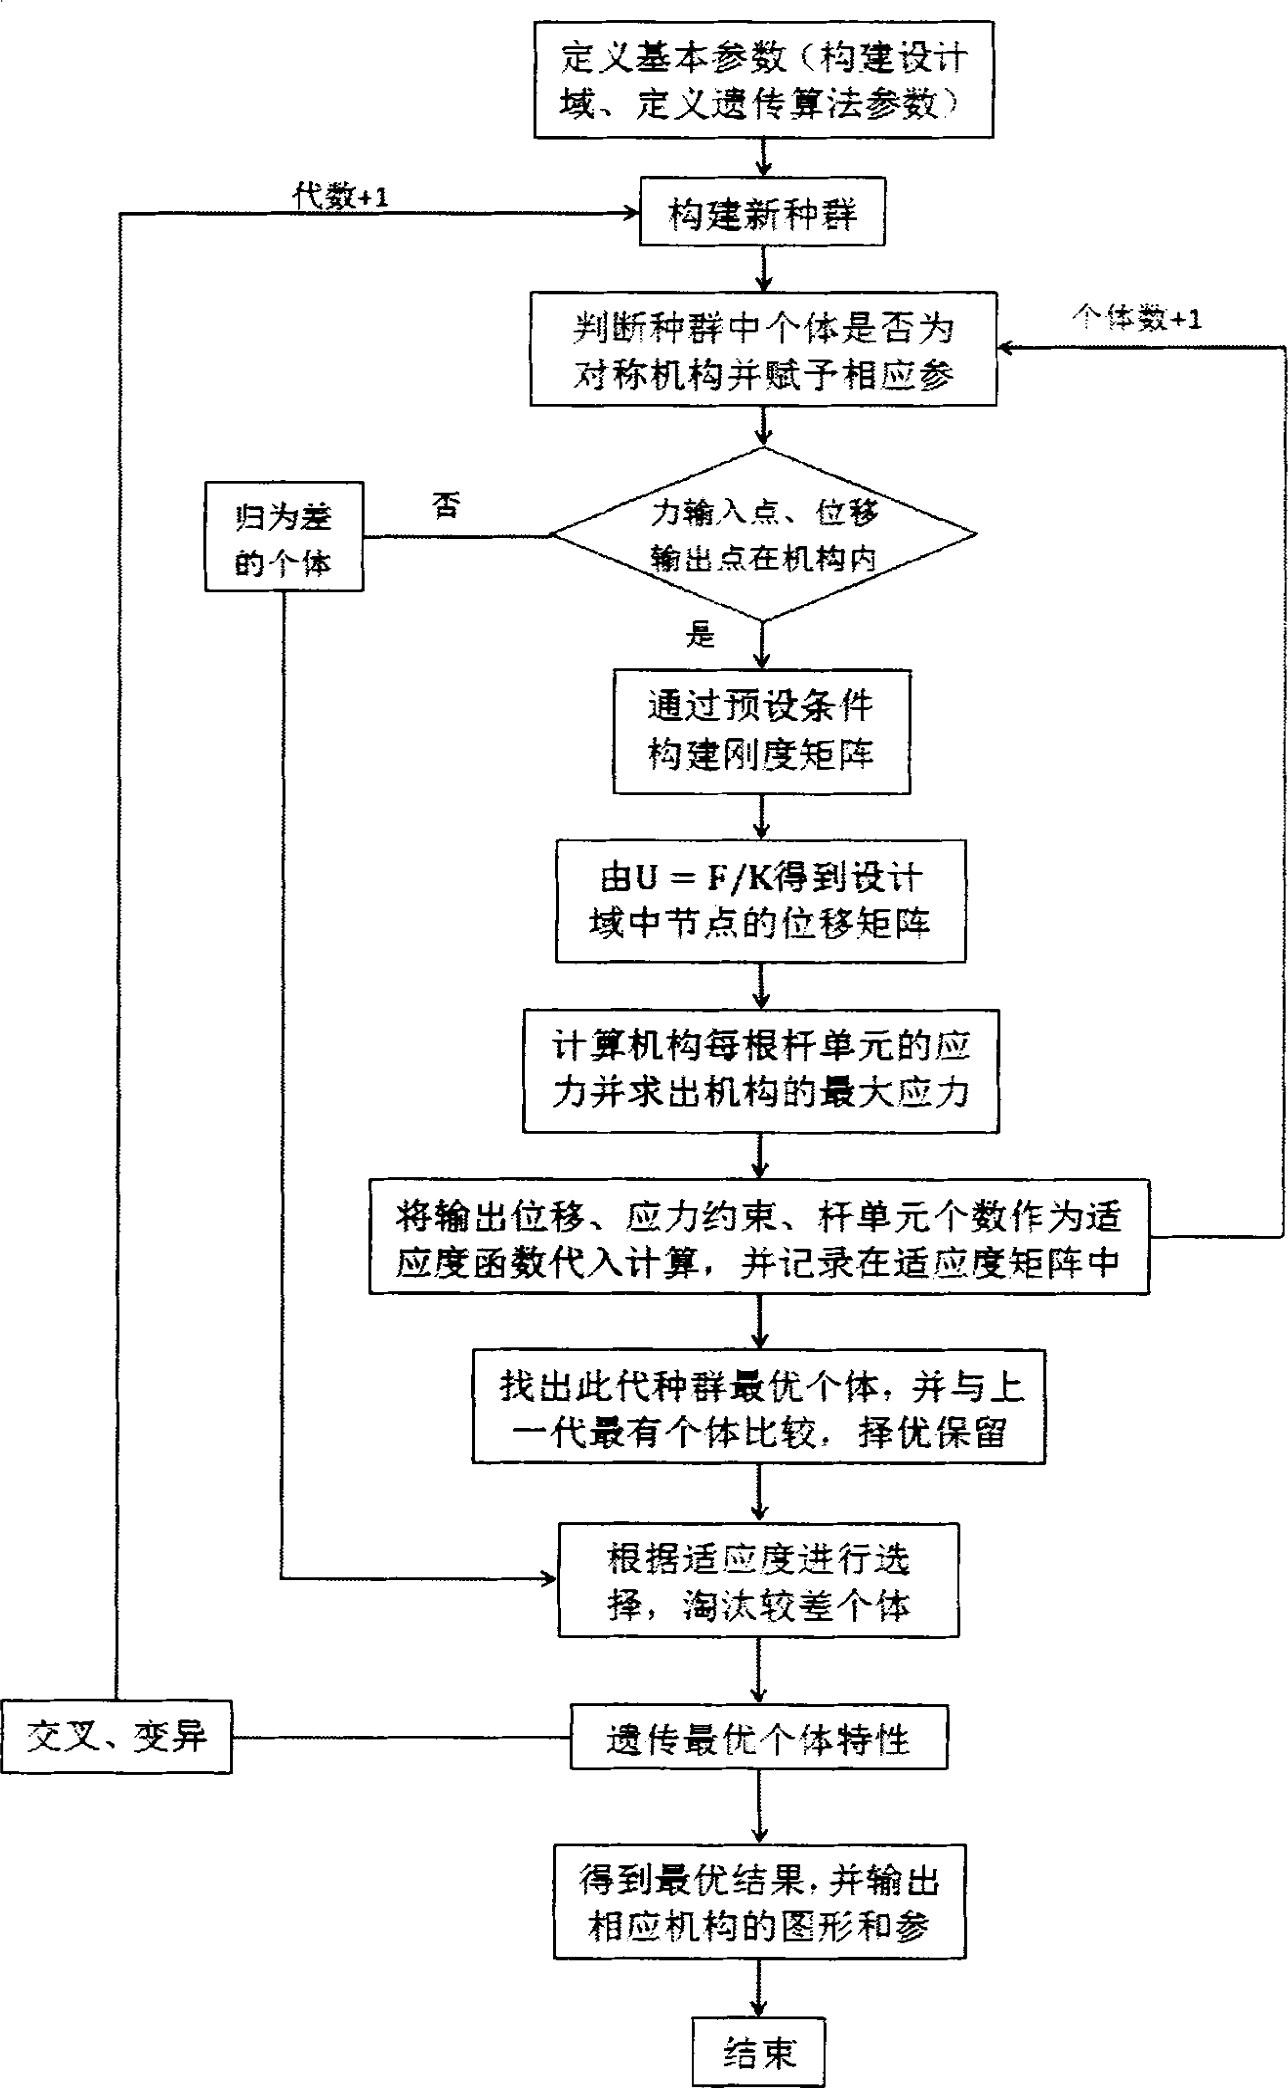 定义基本参数（构建设计
域、定义遗传算法参数）
代数+1
构建新种群
个体数+1
判断种群中个体是否为
对称机构并赋予相应参
归为差
的个体
否
力输入点、位移
输出点在机构内
是
通过预设条件
构建刚度矩阵
由U = F/K得到设计
域中节点的位移矩阵
计算机构每根杆单元的应
力并求出机构的最大应力
将输出位移、应力约束、杆单元个数作为适
应度函数代入计算，并记录在适应度矩阵中
找出此代种群最优个体，并与上
一代最有个体比较，择优保留
根据适应度进行选
择，淘汰较差个体
交叉、变异
遗传最优个体特性
得到最优结果，并输出
相应机构的图形和参
结束